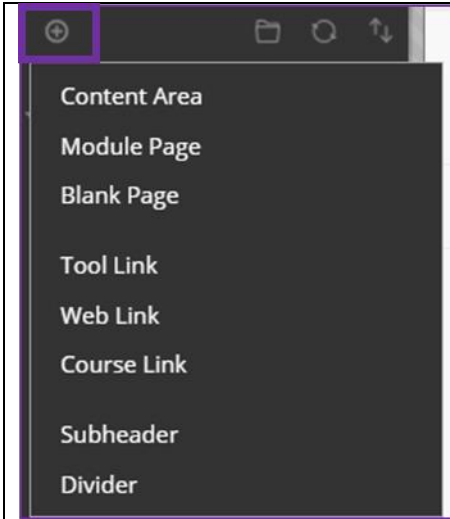 Content Area
Module Page
Blank Page
Tool Link
Web Link
Course Link
Subheader
Divider